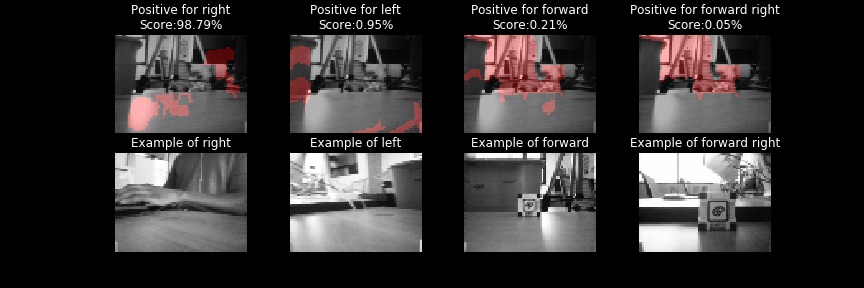 Positive for right
Score:98.79%
Positive for left
Score:0.95%
Positive for forward
Score:0.21%
Positive for forward right
Score:0.05%
Example of right
Example of left
Example of forward
Example of forward right